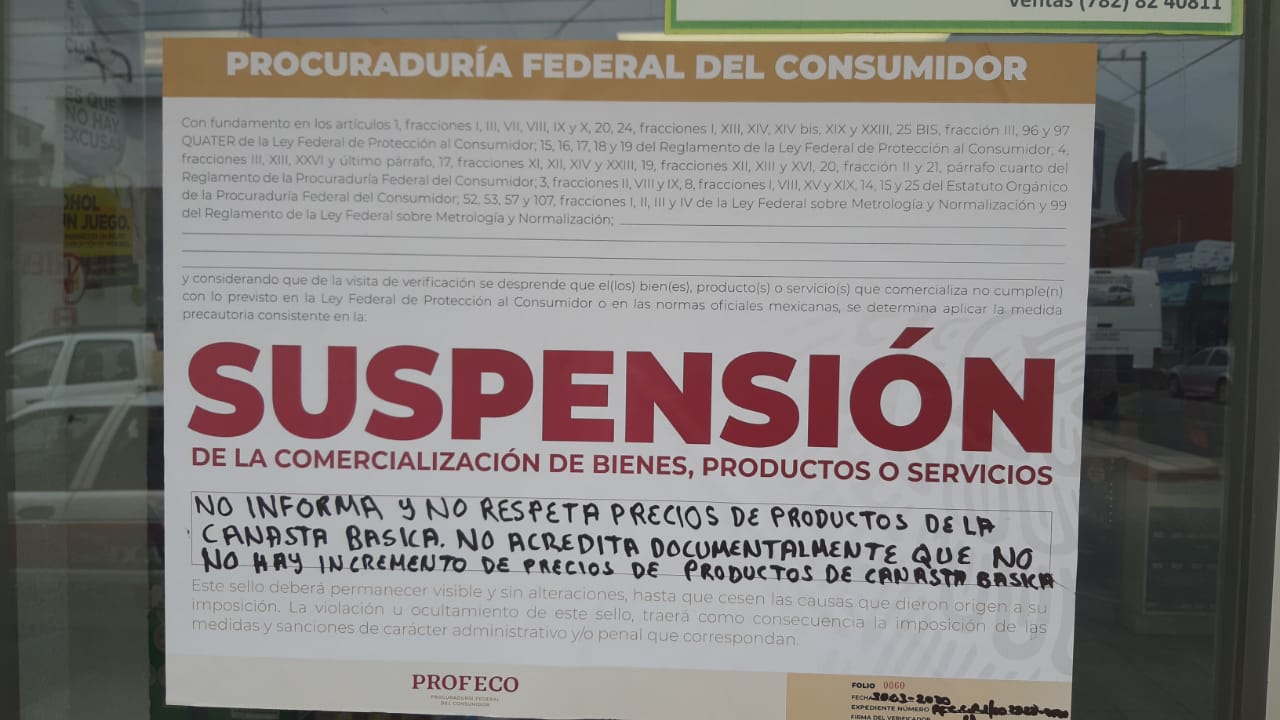 Ventas (782) 82 40811
PROCURADURÍA FEDERAL DEL CONSUMIDOR
Con fundamento en los artículos 1, fracciones I, III, VII, VIII, IX y X, 20, 24, fracciones I, XIII, XIV, XIV bis, XIX y XXIII, 25 BIS, fracción III, 96 y 97
QUATER de la Ley Federal de Protección al Consumidor; 15, 16, 17, 18 y 19 del Reglamento de la Ley Federal de Protección al Consumidor; 4,
fracciones III, XIII, XXVI y último párrafo, 17, fracciones XI, XII, XIV y XXIII, 19, fracciones XII, XIII y XVI, 20, fracción II y 21, párrafo cuarto del
Reglamento de la Procuraduría Federal del Consumidor; 3, fracciones II, VIII y IX, 8, fracciones I, VIII, XV y XIX, 14, 15 y 25 del Estatuto Orgánico
de la Procuraduría Federal del Consumidor; 52, 53, 57 y 107, fracciones I, II, III y IV de la Ley Federal sobre Metrología y Normalización y 99
del Reglamento de la Ley Federal sobre Metrología y Normalización;
y considerando que de la visita de verificación se desprende que el(los) bien(es), producto(s) o servicio(s) que comercializa no cumple(n)
con lo previsto en la Ley Federal de Protección al Consumidor o en las normas oficiales mexicanas, se determina aplicar la medida
precautoria consistente en la:
SUSPENSIÓN
DE LA COMERCIALIZACIÓN DE BIENES, PRODUCTOS O SERVICIOS
NO INFORMA Y NO RESPETA PRECIOS DE PRODUCTOS DE LA
CANASTA BASICA. NO ACREDITA DOCUMENTALMENTE QUE NO
NO HAY INCREMENTO DE PRECIOS DE PRODUCTOS DE CANASTA BASICA
Este sello deberá permanecer visible y sin alteraciones, hasta que cesen las causas que dieron origen a su
imposición. La violación u ocultamiento de este sello, traerá como consecuencia la imposición de las
medidas y sanciones de carácter administrativo y/o penal que correspondan.
PROFECO
PROCURADURÍA FEDERAL
DEL CONSUMIDOR
FOLIO 0060
FECHA
EXPEDIENTE NÚMERO
FIRMA DEL VERIFICADOR
ES QUE
NO HAY
EXCUSA
OHOL
UN JUEGO.